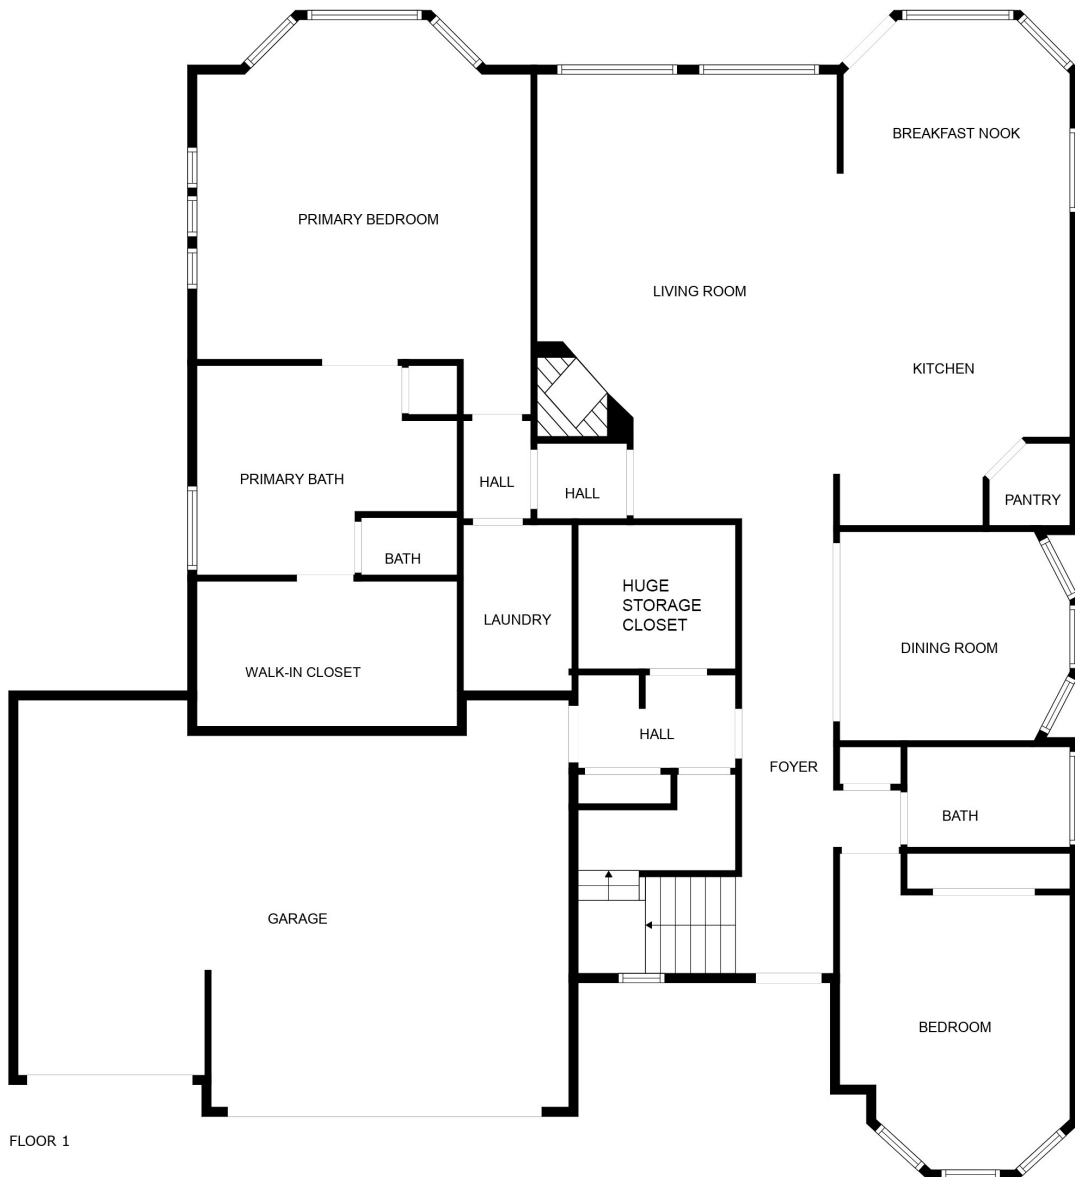 BREAKFAST NOOK
PRIMARY BEDROOM
LIVING ROOM
KITCHEN
PRIMARY BATH
HALL
HALL
PANTRY
BATH
HUGE
STORAGE
CLOSET
LAUNDRY
DINING ROOM
WALK-IN CLOSET
HALL
FOYER
BATH
GARAGE
BEDROOM
FLOOR 1